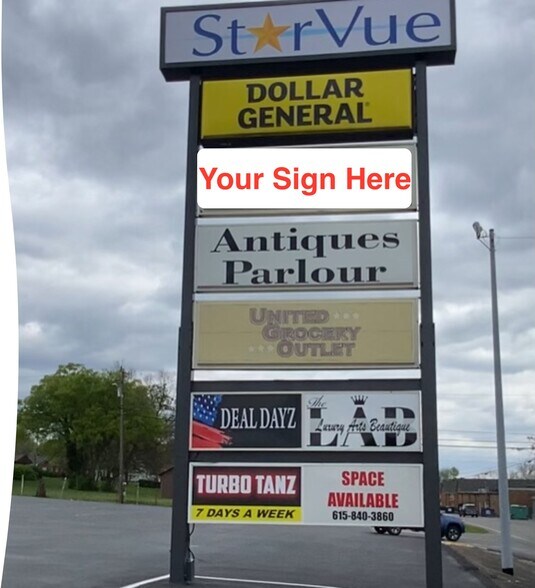 StarVue
DOLLAR
GENERAL
Your Sign Here
Antiques
Parlour
UNITED
GROCERY
OUTLET
DEAL DAYZ
The
LAB
Luxury Arts Beautique
TURBO TANZ
7 DAYS A WEEK
SPACE
AVAILABLE
615-840-3860